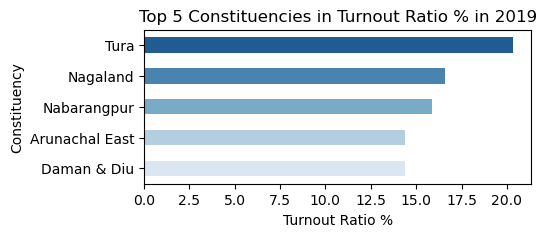 Top 5 Constituencies in Turnout Ratio % in 2019
Constituency
Tura
Nagaland
Nabarangpur
Arunachal East
Daman & Diu
0.0 2.5 5.0 7.5 10.0 12.5 15.0 17.5 20.0
Turnout Ratio %